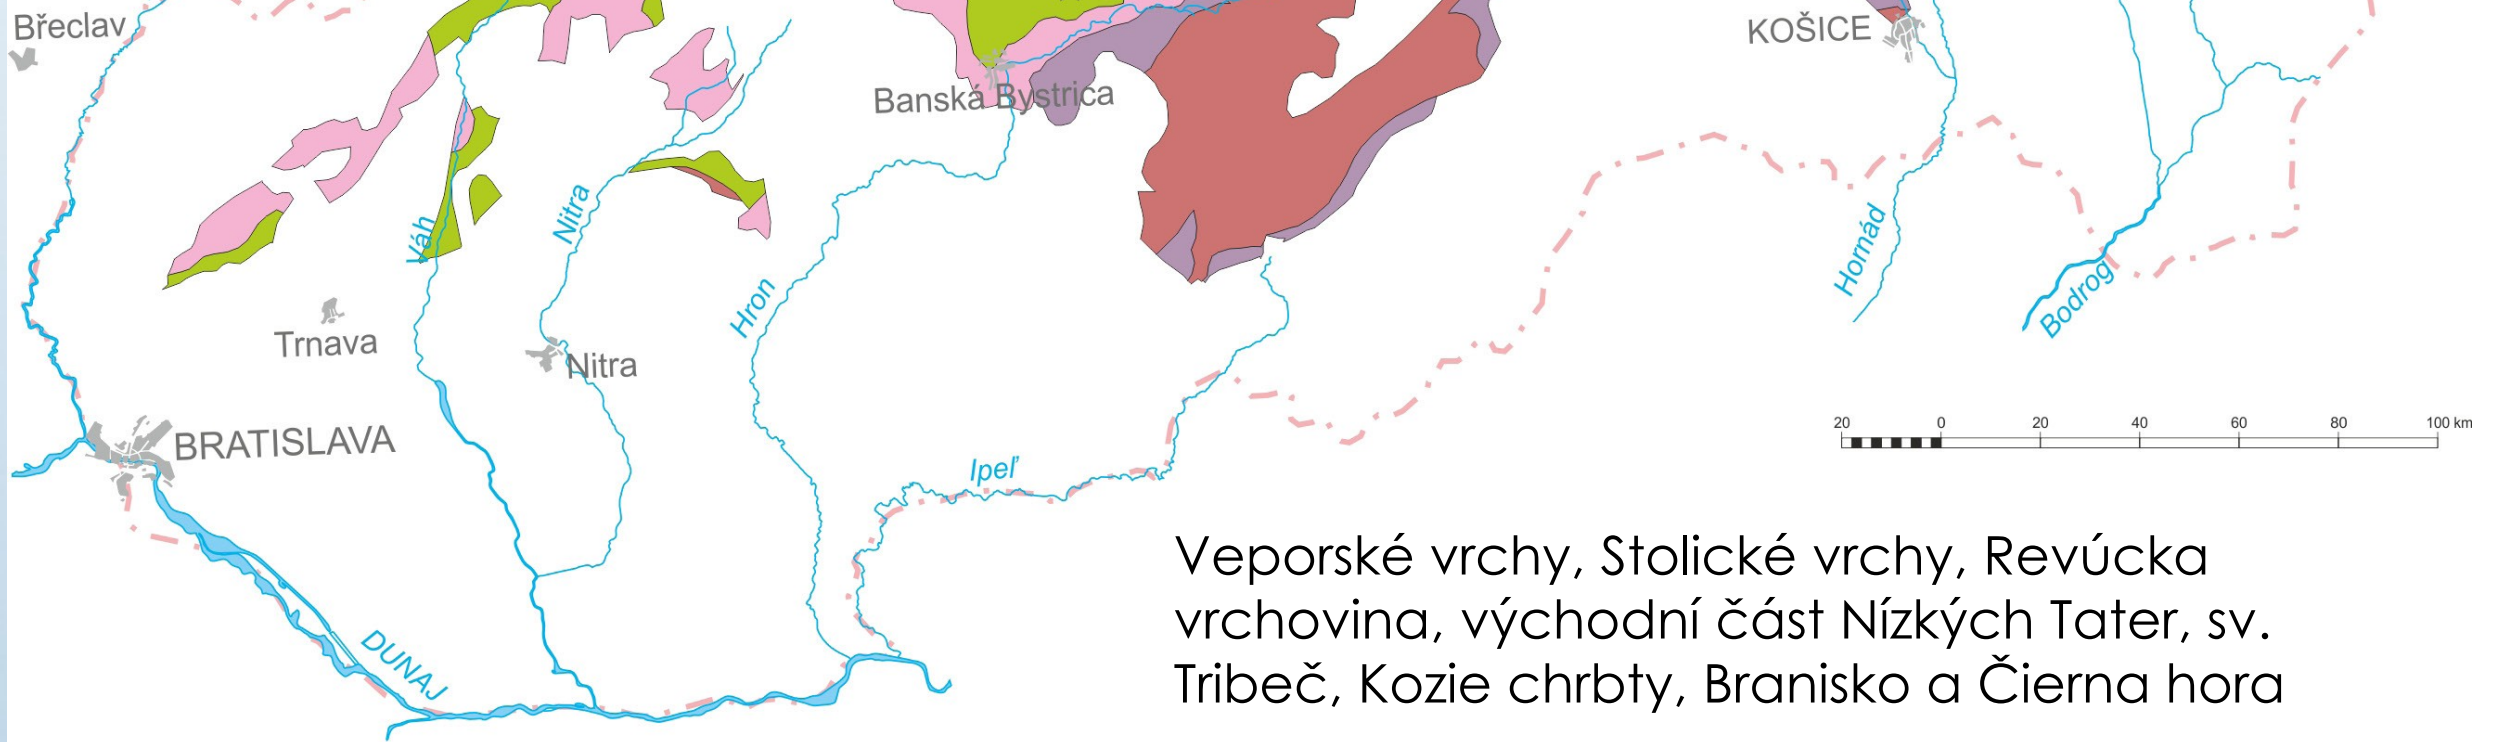 Břeclav
KOŠICE
Banská Bystrica
Váh
Nitra
Hron
Hornád
Bodrog
Trnava
Nitra
BRATISLAVA
20 0 20 40 60 80 100 km
Ipeľ
DUNAJ
Veporské vrchy, Stolické vrchy, Revúcka
vrchovina, východní část Nízkých Tater, sv.
Tribeč, Kozie chrbty, Branisko a Čierna hora